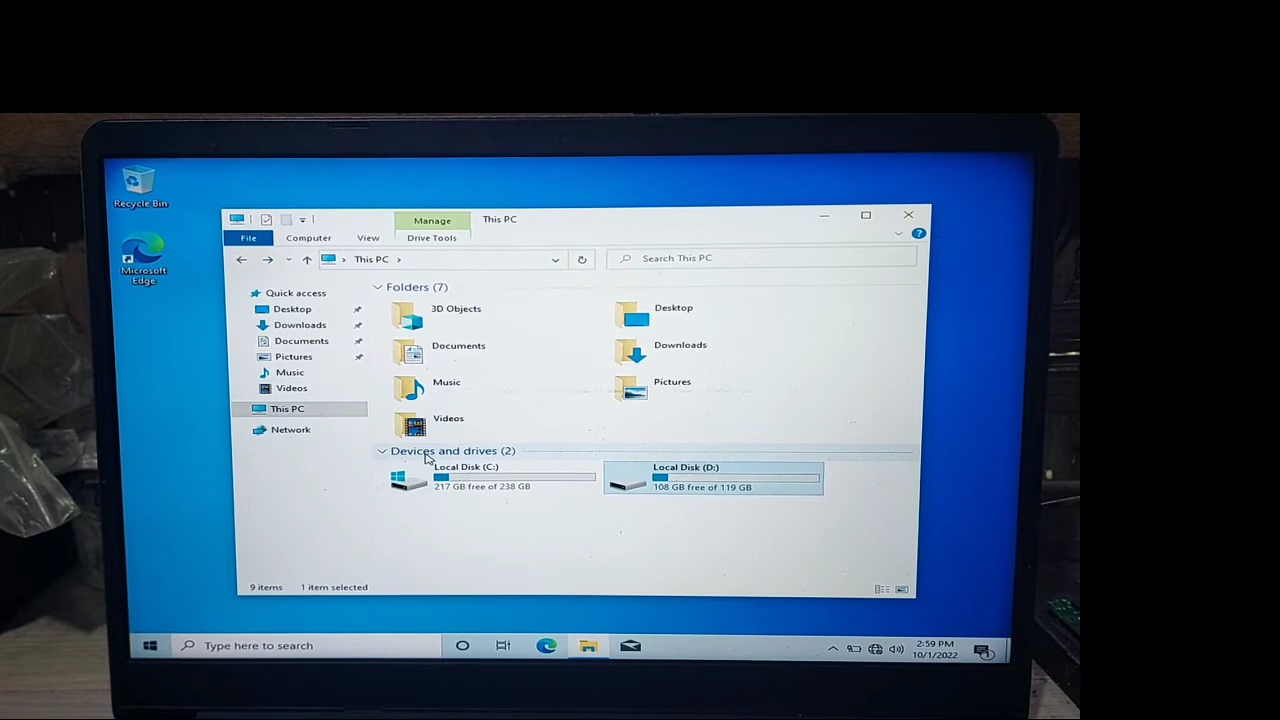 Recycle Bin
Microsoft
Edge
Manage
This PC
File
Computer
View
Drive Tools
This PC
Search This PC
Quick access
Desktop
Downloads
Documents
Pictures
Music
Videos
This PC
Network
Folders (7)
3D Objects
Desktop
Documents
Downloads
Music
Pictures
Videos
Devices and drives (2)
Local Disk (C:)
217 GB free of 238 GB
Local Disk (D:)
108 GB free of 119 GB
9 items
1 item selected
Type here to search
2:59 PM
10/1/2022